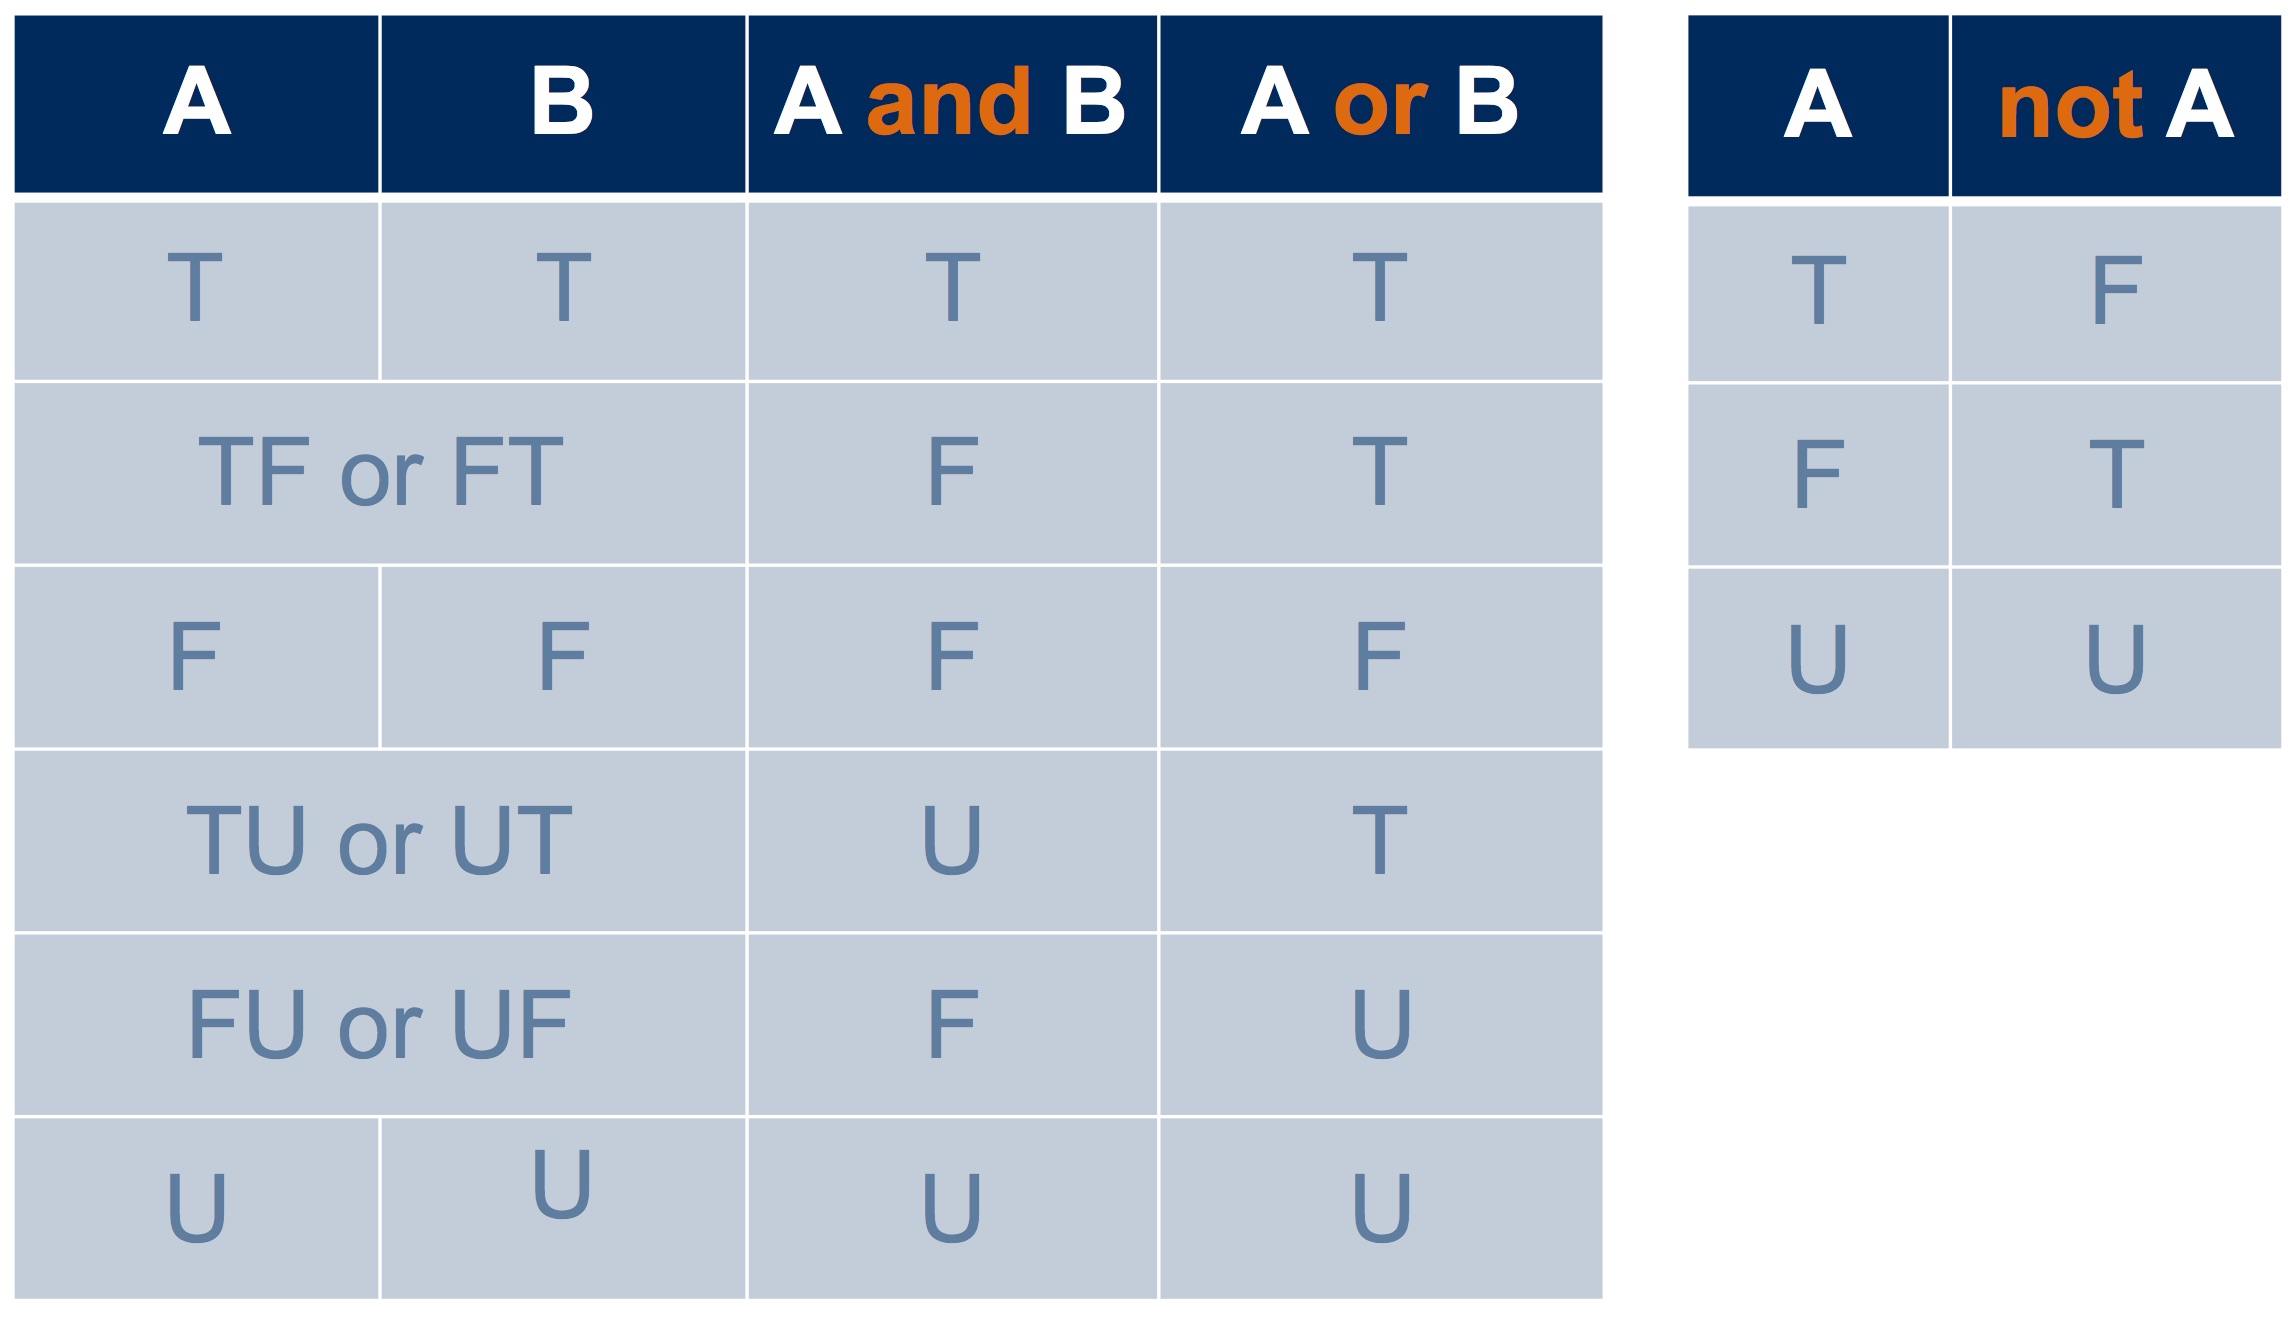 A B A and B A or B
T T T T
TF or FT F T
F F F F
TU or UT U T
FU or UF F U
U U U U
A not A
T F
F T
U U